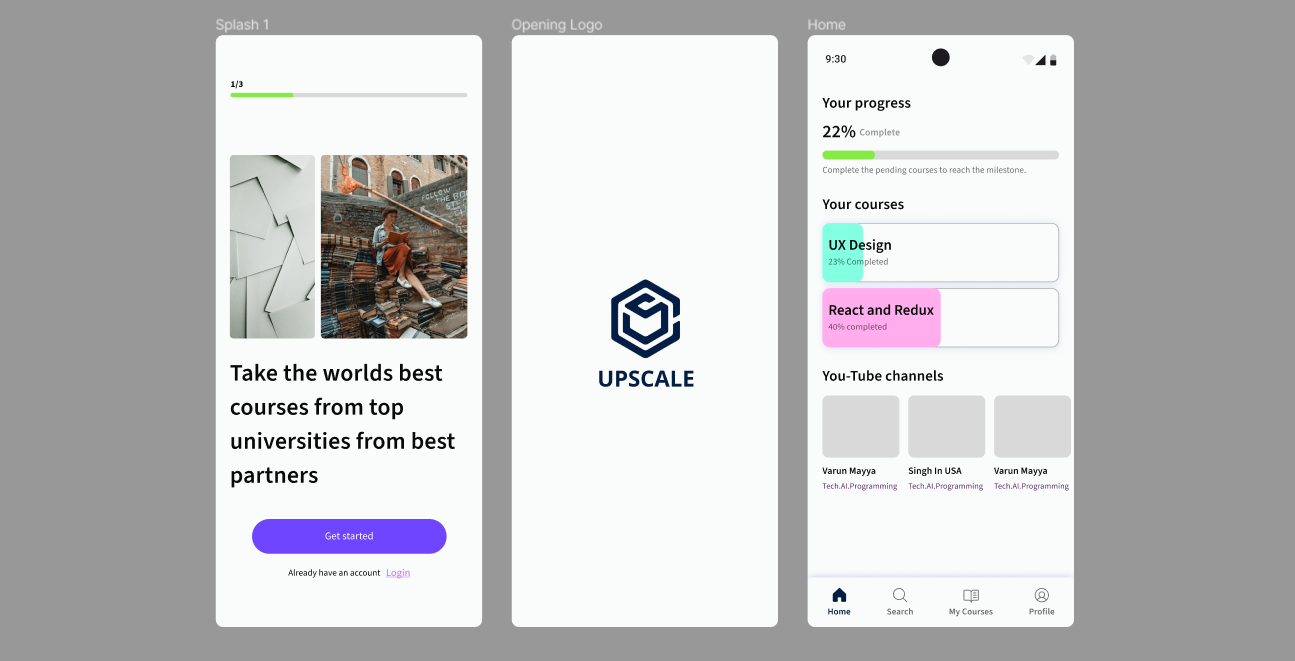 Splash 1
1/3
FOLLOW
THE
Take the worlds best
courses from top
universities from best
partners
Get started
Already have an account Login
Opening Logo
UPSCALE
Home
9:30
Your progress
22% Complete
Complete the pending courses to reach the milestone.
Your courses
UX Design
23% Completed
React and Redux
40% completed
You-Tube channels
Varun Mayya
Tech.AI.Programming
Singh In USA
Tech.AI.Programming
Varun Mayya
Tech.AI.Programming
Home
Search
My Courses
Profile